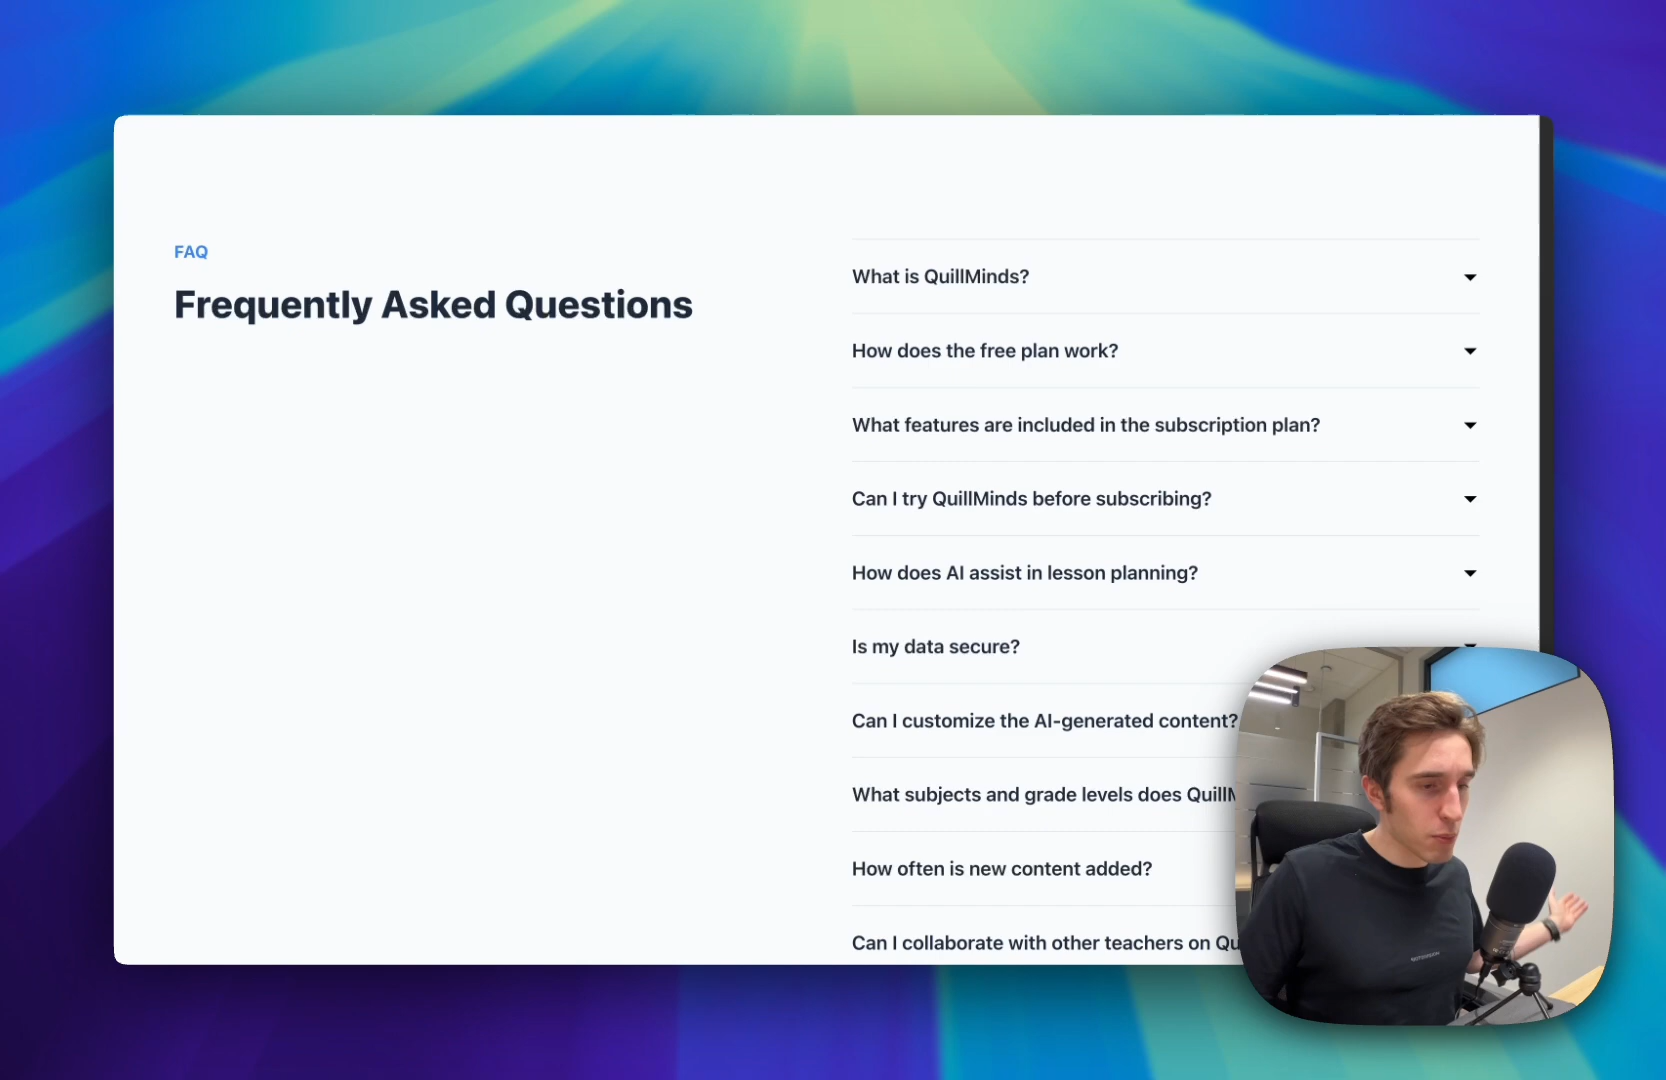 FAQ
Frequently Asked Questions
What is QuillMinds?
How does the free plan work?
What features are included in the subscription plan?
Can I try QuillMinds before subscribing?
How does AI assist in lesson planning?
Is my data secure?
Can I customize the AI-generated content?
What subjects and grade levels does
How often is new content added?
Can I collaborate with other teachers on